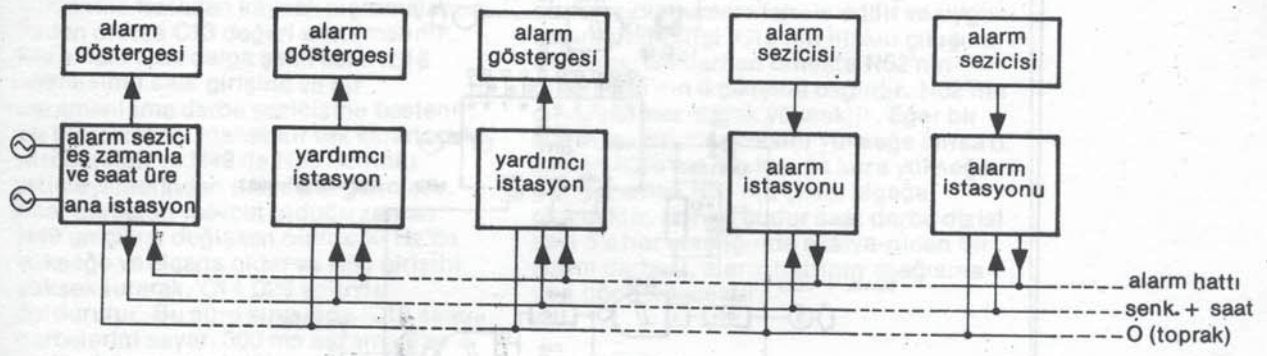 alarm
göstergesi
alarm
göstergesi
alarm
göstergesi
alarm
sezicisi
alarm
sezicisi
alarm sezici
eş zamanla
ve saat üre
ana istasyon
yardımcı
istasyon
yardımcı
istasyon
alarm
istasyonu
alarm
istasyonu
alarm hattı
senk. + saat
O (toprak)